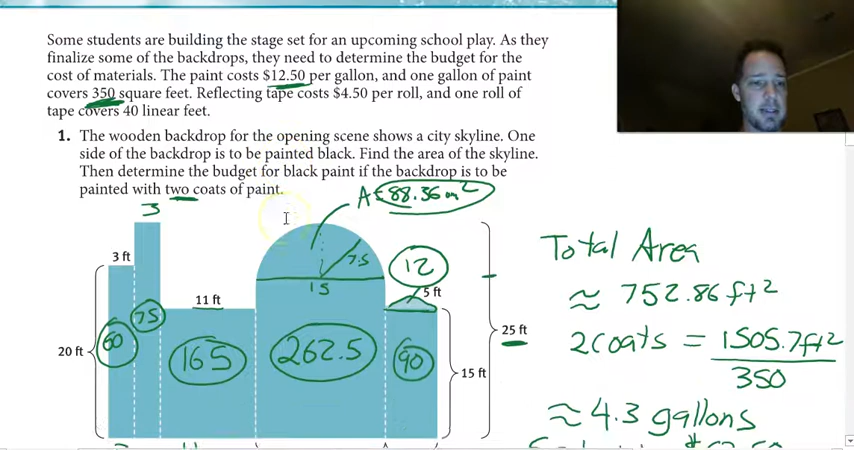 Some students are building the stage set for an upcoming school play. As they
finalize some of the backdrops, they need to determine the budget for the
cost of materials. The paint costs $12.50 per gallon, and one gallon of paint
covers 350 square feet. Reflecting tape costs $4.50 per roll, and one roll of
tape covers 40 linear feet.
1. The wooden backdrop for the opening scene shows a city skyline. One
side of the backdrop is to be painted black. Find the area of the skyline.
Then determine the budget for black paint if the backdrop is to be
painted with two coats of paint.
A≈88.36
3
3 ft
7.5
12
Total Area
15
5 ft
≈ 752.86 ft²
11 ft
75
25 ft
2 coats = 1505.7 ft²
350
20 ft
60
165
262.5
90
15 ft
≈ 4.3 gallons